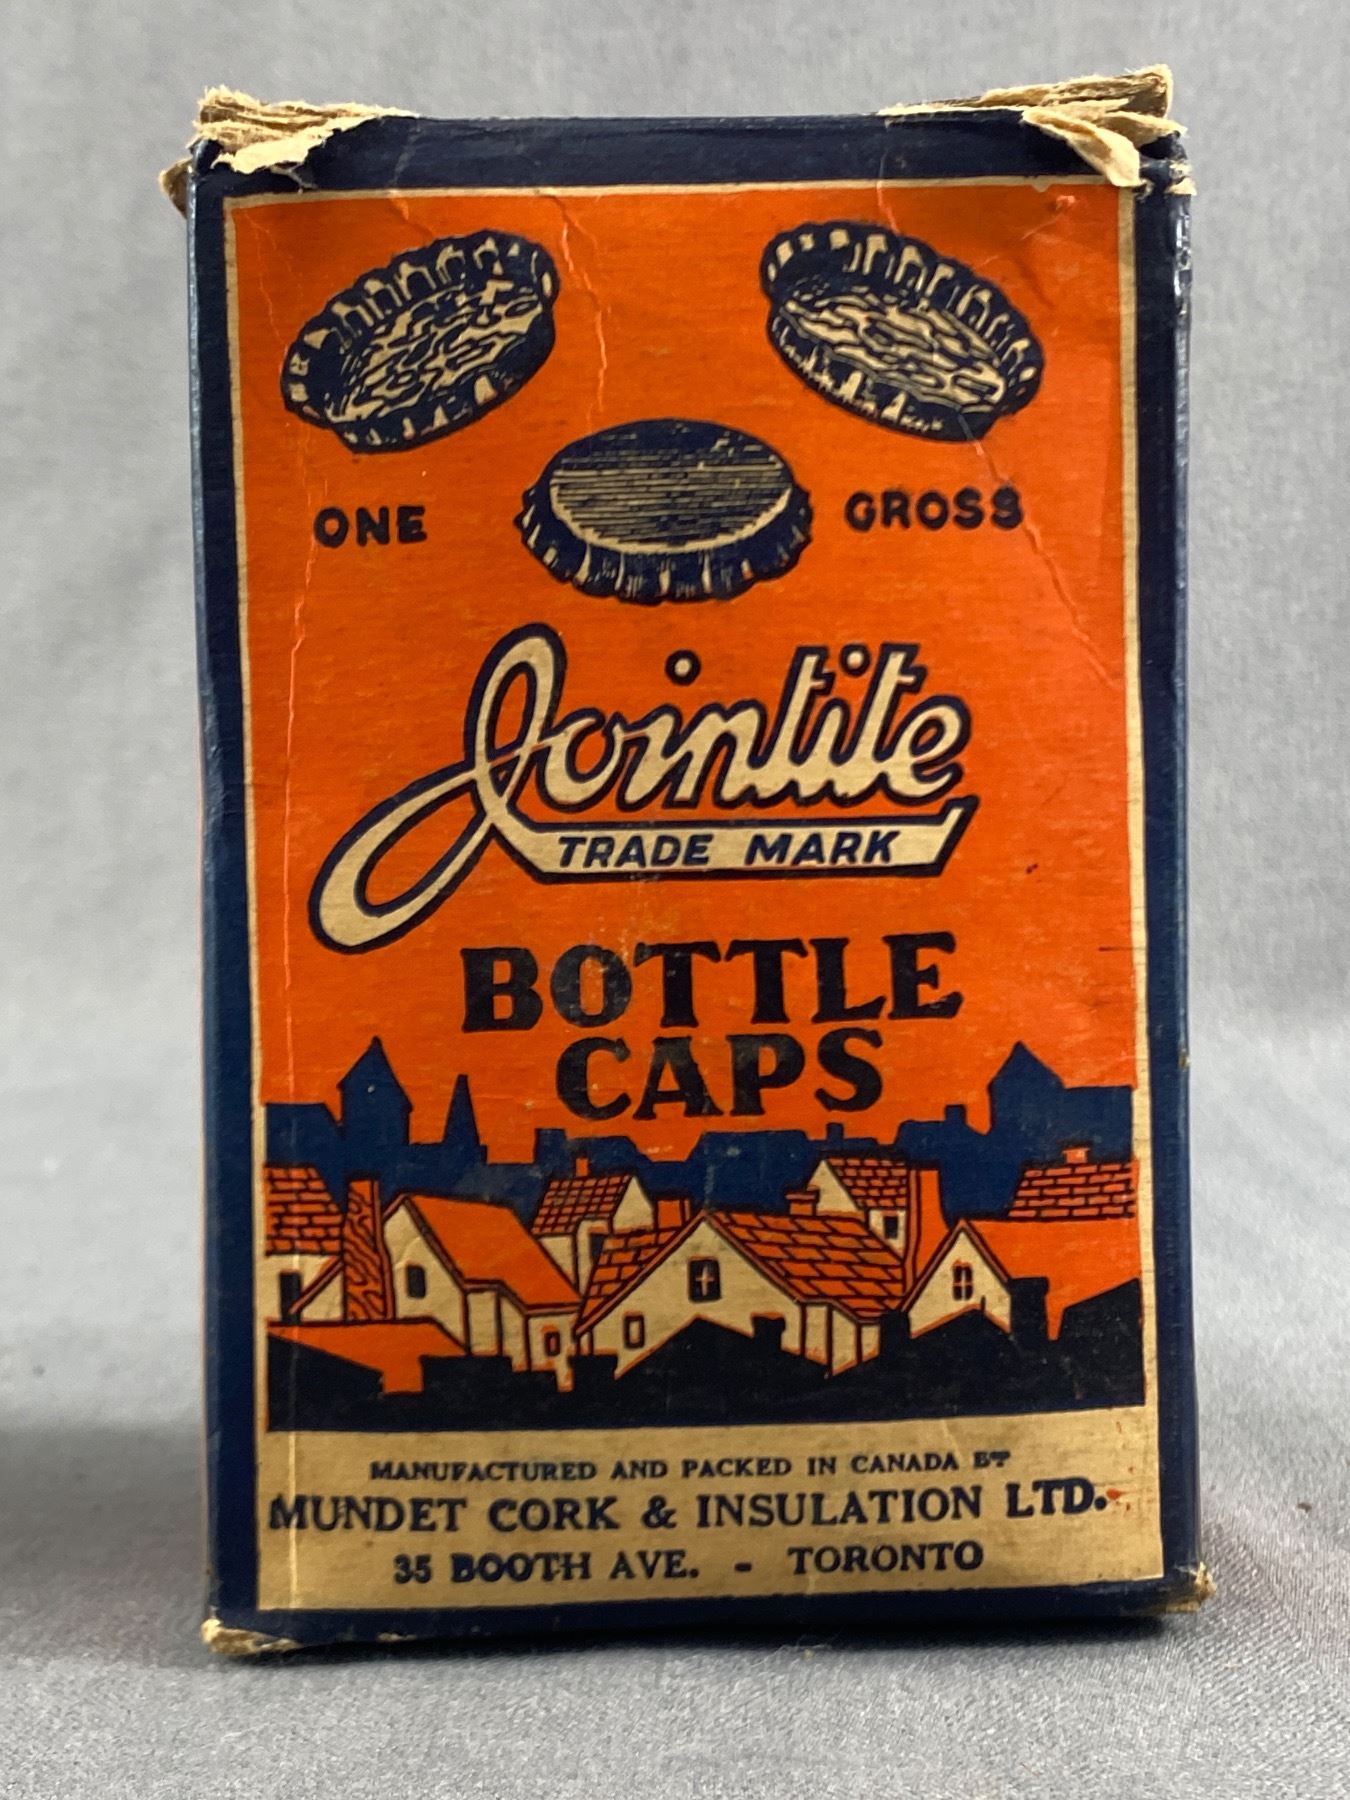 ONE GROSS
Jointite
TRADE MARK
BOTTLE
CAPS
MANUFACTURED AND PACKED IN CANADA BY
MUNDET CORK & INSULATION LTD.
35 BOOTH AVE. - TORONTO